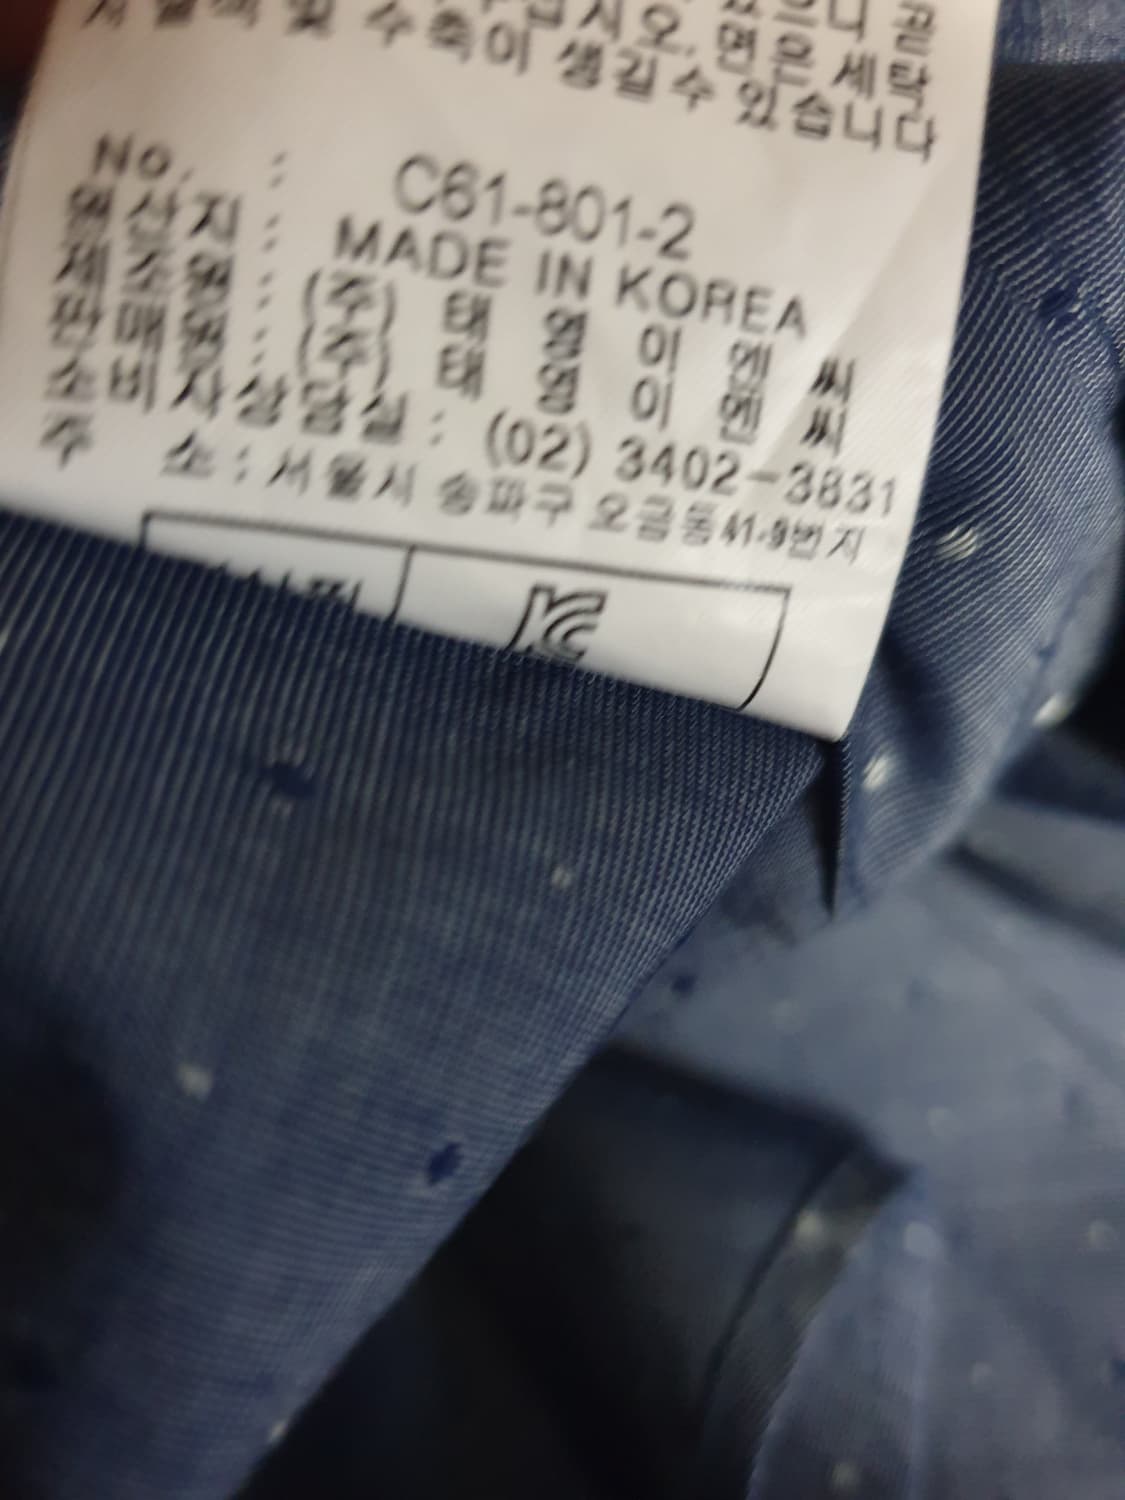 수축이 생길수 있습니다
No. : C61-801-2
원산지 : MADE IN KOREA
제조원 : (주) 태영이엔씨
판매원 : (주) 태영이엔씨
소비자상담실 : (02) 3402-3831
주 소 : 서울시 송파구 오금동41-9번지